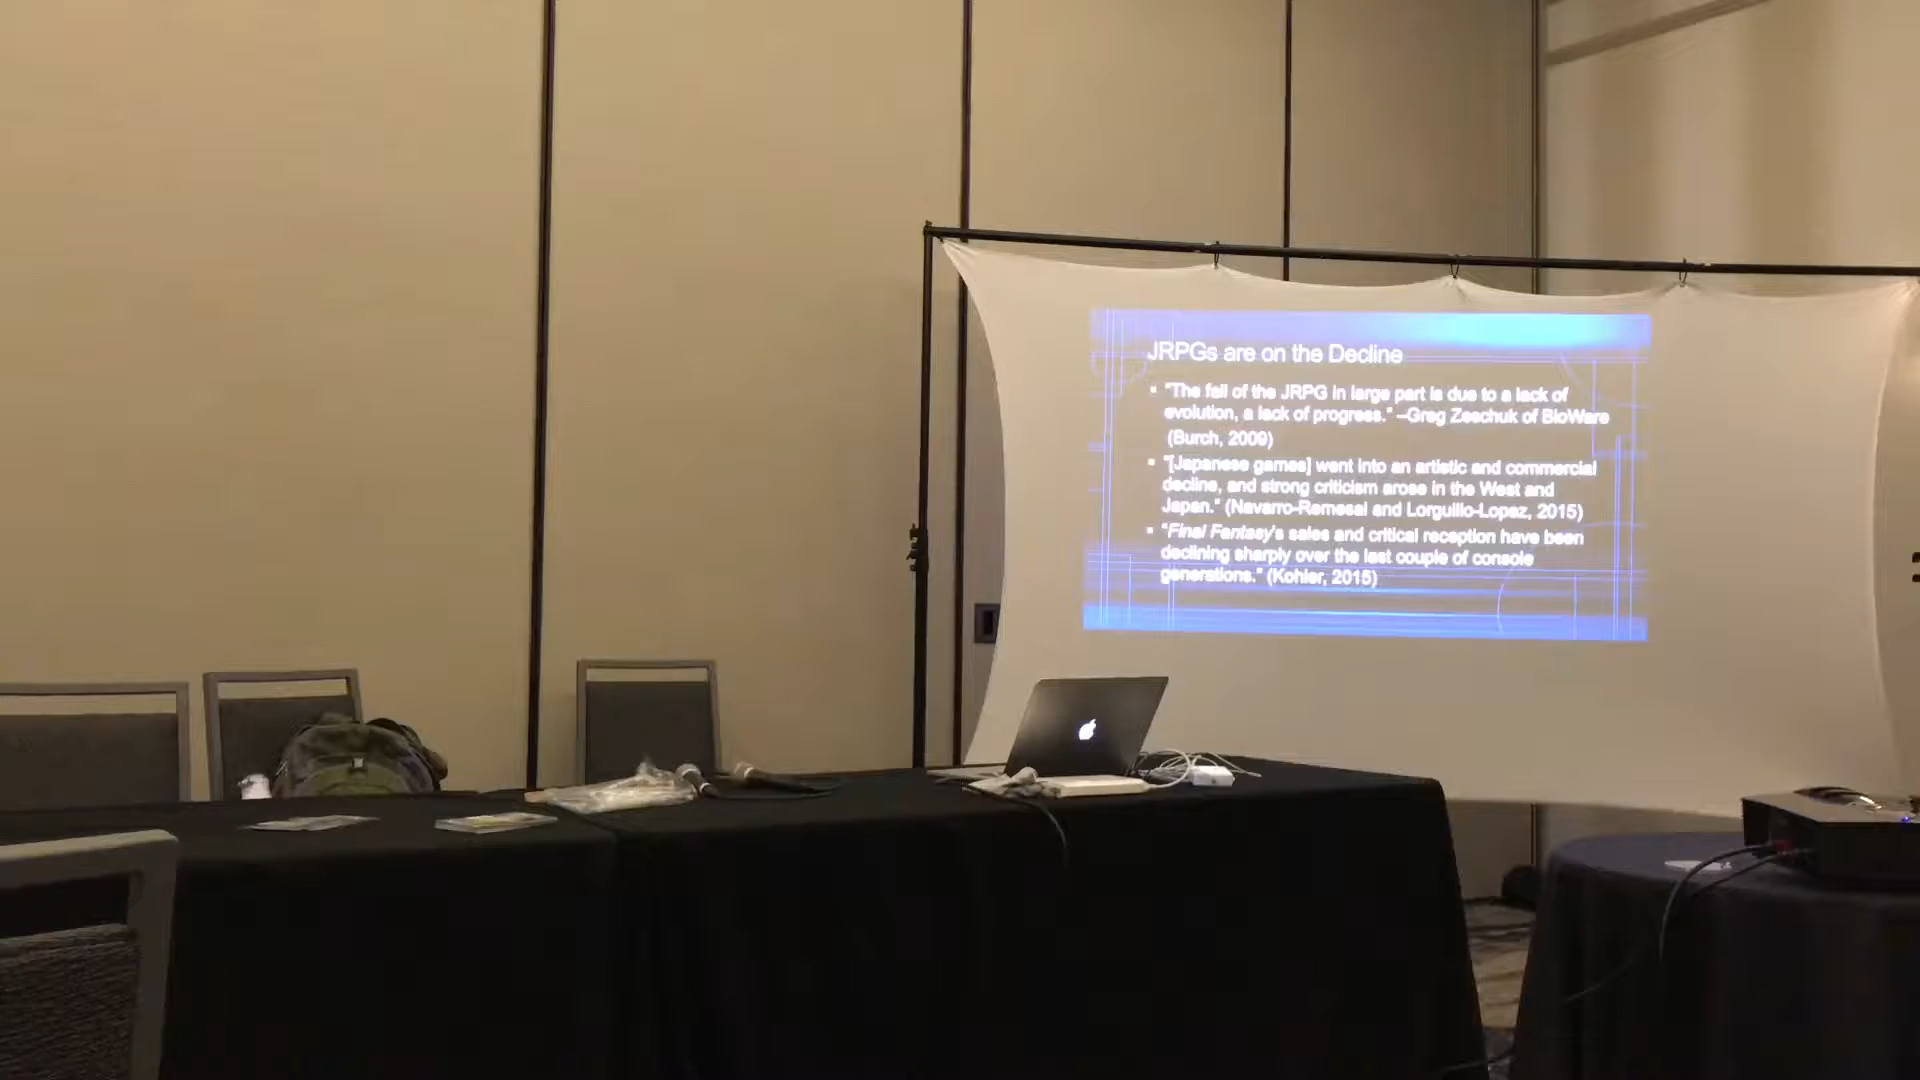 JRPGs are on the Decline
▪ "The fall of the JRPG in large part is due to a lack of
evolution, a lack of progress." –Greg Zeschuk of BioWare
(Burch, 2009)
▪ "[Japanese games] went into an artistic and commercial
decline, and strong criticism arose in the West and
Japan." (Navarro-Remesal and Lorguillo-Lopez, 2015)
▪ "Final Fantasy's sales and critical reception have been
declining sharply over the last couple of console
generations." (Kohler, 2015)